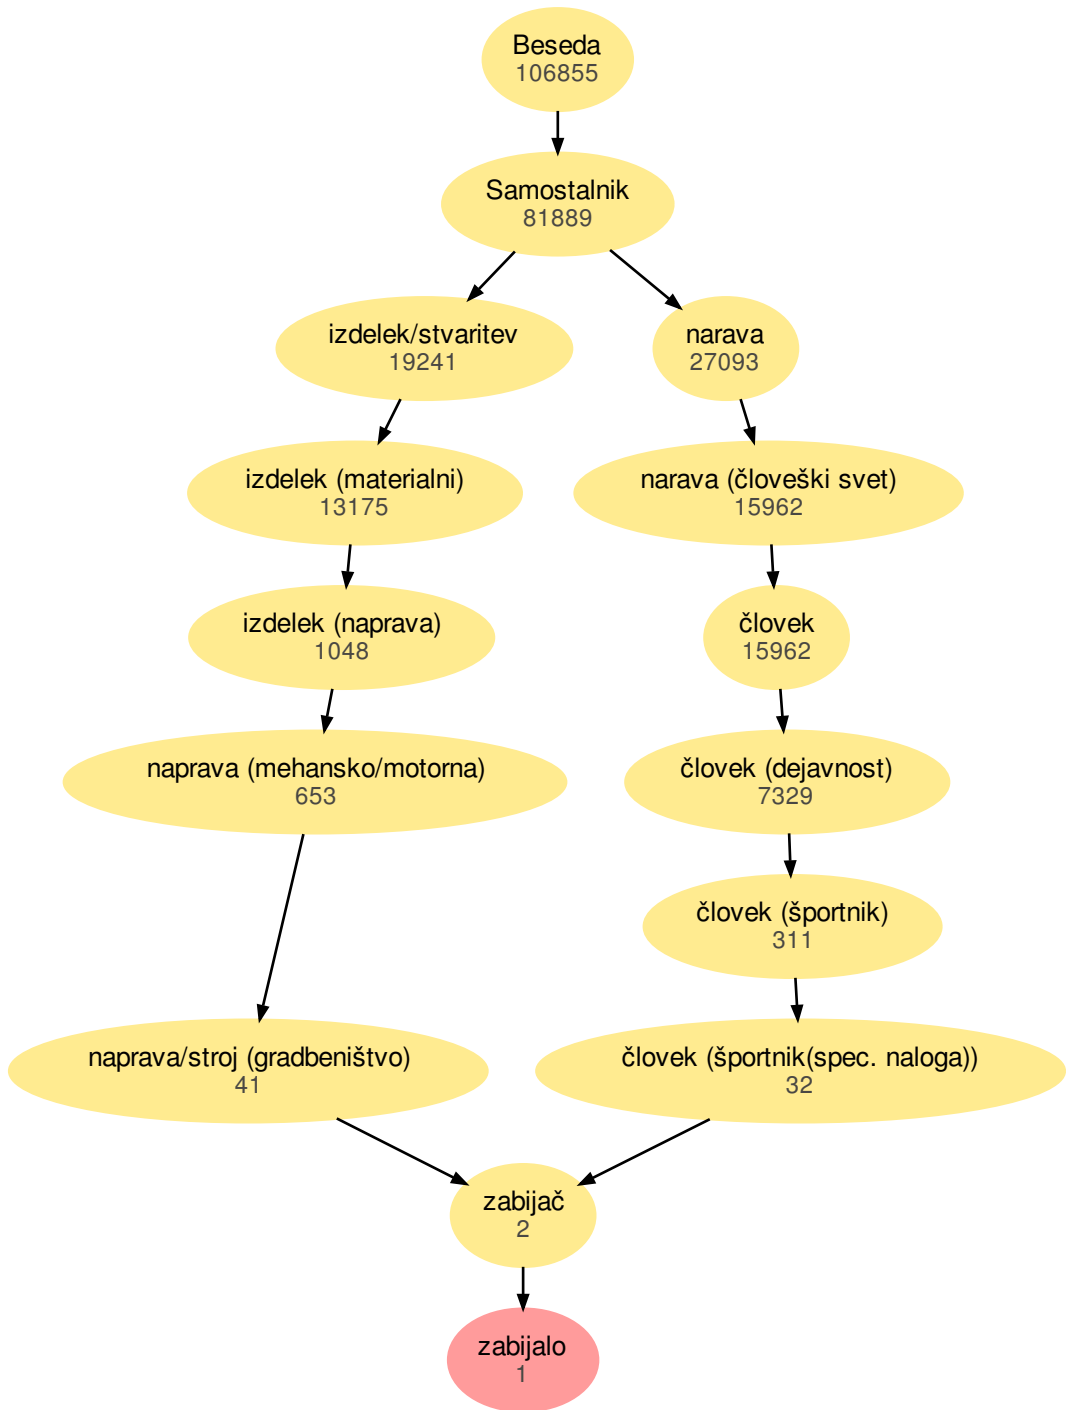 Beseda
106855
Samostalnik
81889
izdelek/stvaritev
19241
narava
27093
izdelek (materialni)
13175
narava (človeški svet)
15962
izdelek (naprava)
1048
človek
15962
naprava (mehansko/motorna)
653
človek (dejavnost)
7329
človek (športnik)
311
naprava/stroj (gradbeništvo)
41
človek (športnik(spec. naloga))
32
zabijač
2
zabijalo
1